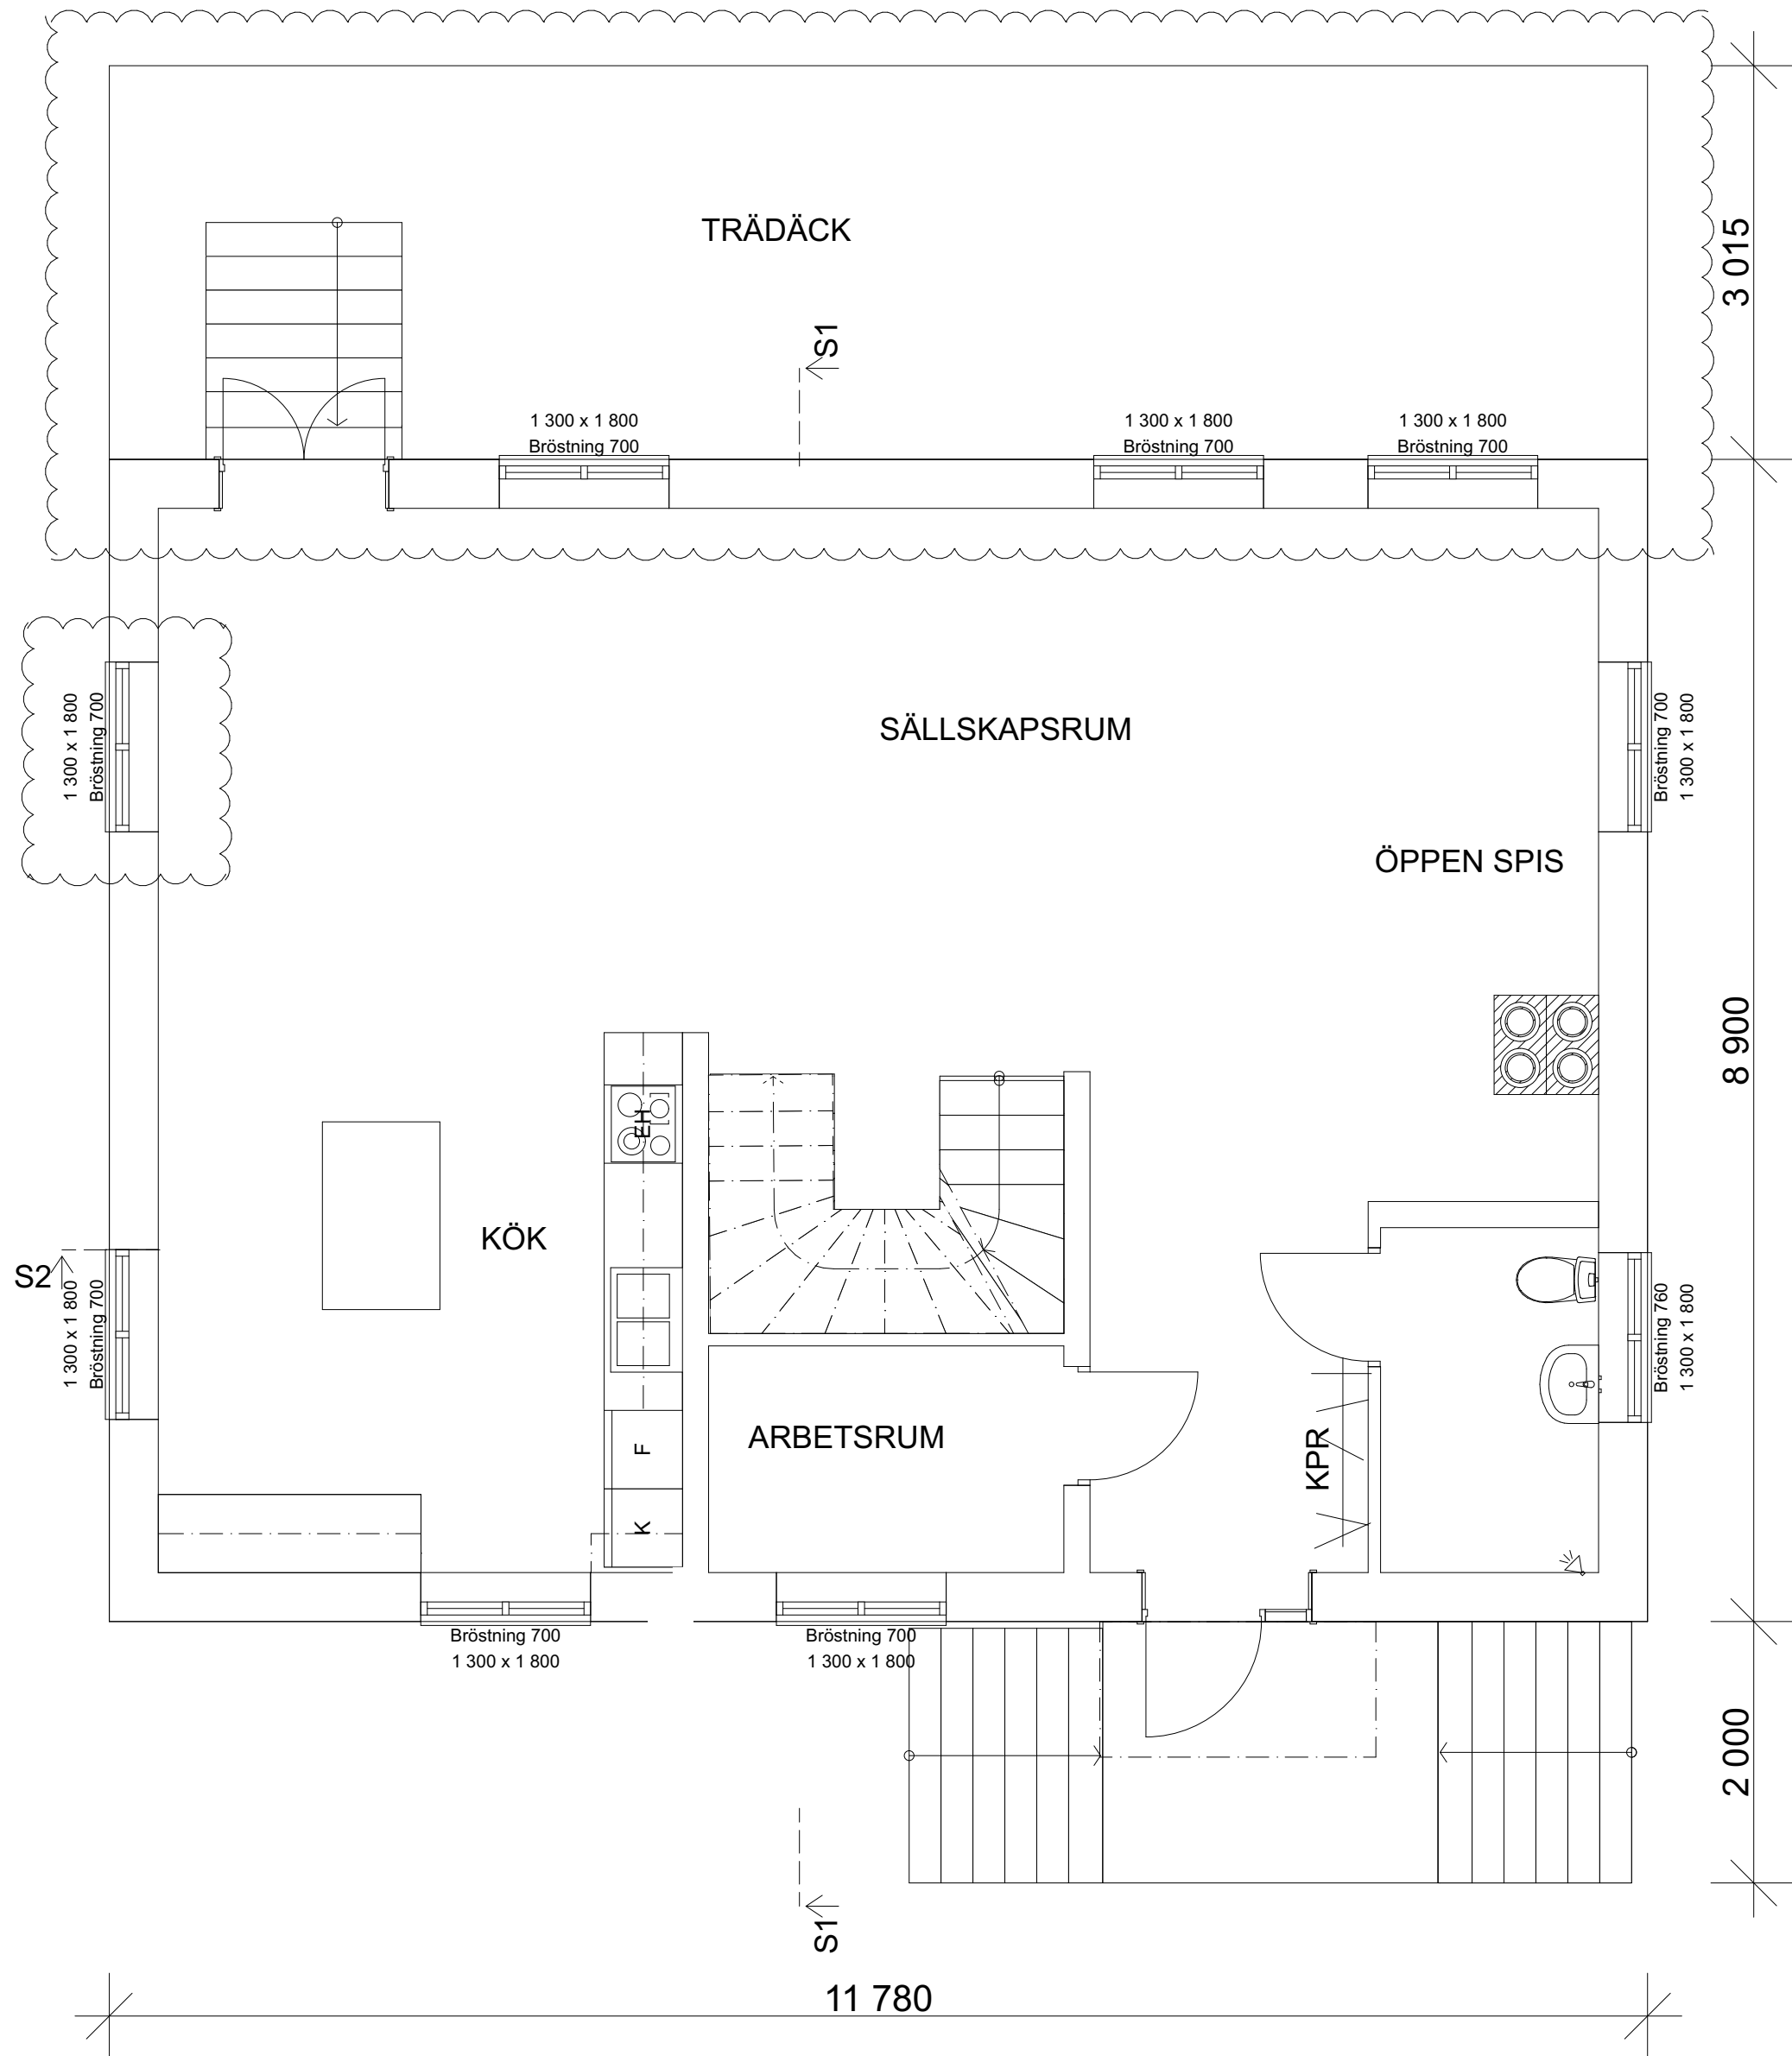 TRÄDÄCK
3 015
S1
1 300 x 1 800
Bröstning 700
1 300 x 1 800
Bröstning 700
1 300 x 1 800
Bröstning 700
1 300 x 1 800
Bröstning 700
SÄLLSKAPSRUM
Bröstning 700
1 300 x 1 800
ÖPPEN SPIS
8 900
EH
KÖK
S2
1 300 x 1 800
Bröstning 700
Bröstning 760
1 300 x 1 800
ARBETSRUM
F
KPR
K
Bröstning 700
1 300 x 1 800
Bröstning 700
1 300 x 1 800
2 000
S1
11 780